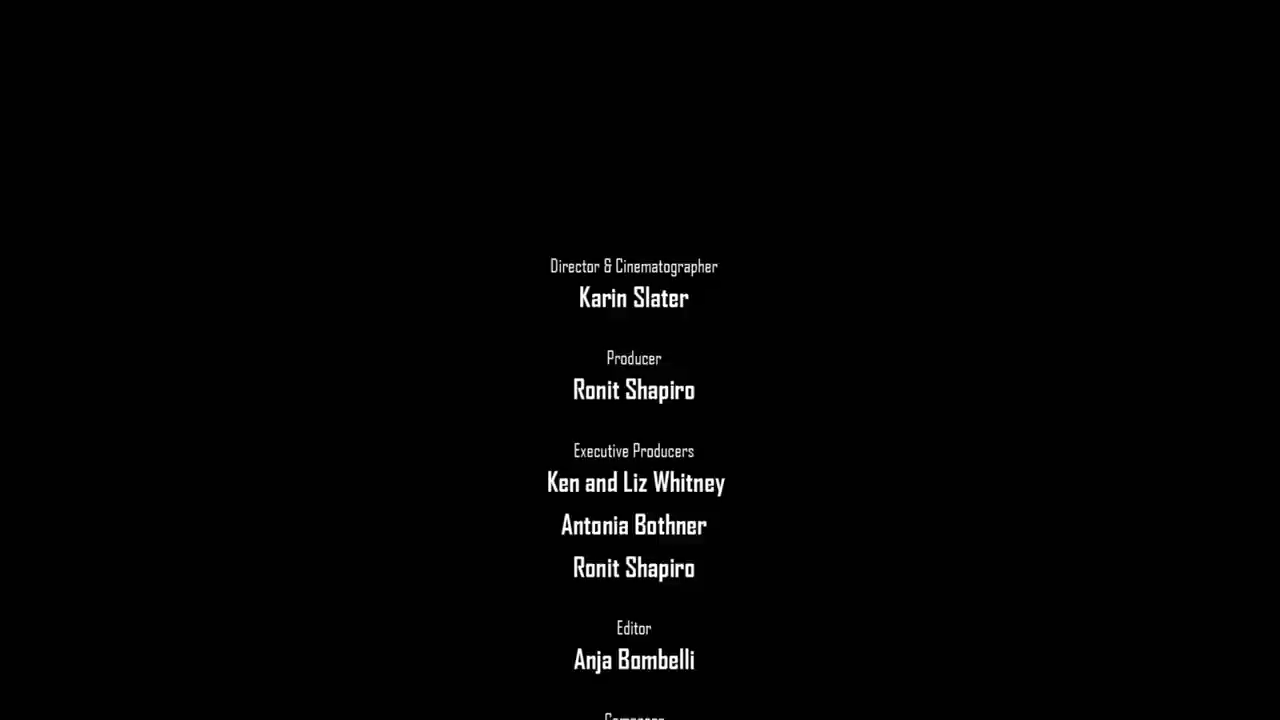 Director & Cinematographer
Karin Slater
Producer
Ronit Shapiro
Executive Producers
Ken and Liz Whitney
Antonia Bothner
Ronit Shapiro
Editor
Anja Bombelli